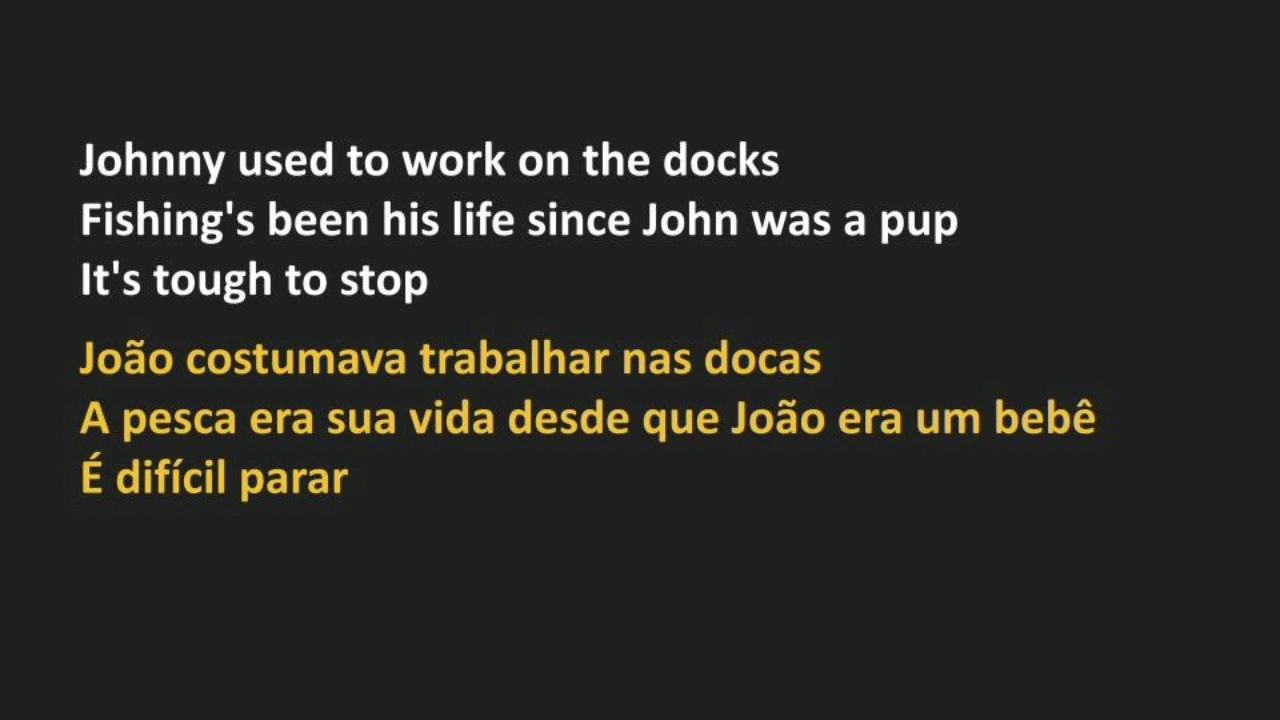 Johnny used to work on the docks
Fishing's been his life since John was a pup
It's tough to stop
João costumava trabalhar nas docas
A pesca era sua vida desde que João era um bebê
É difícil parar